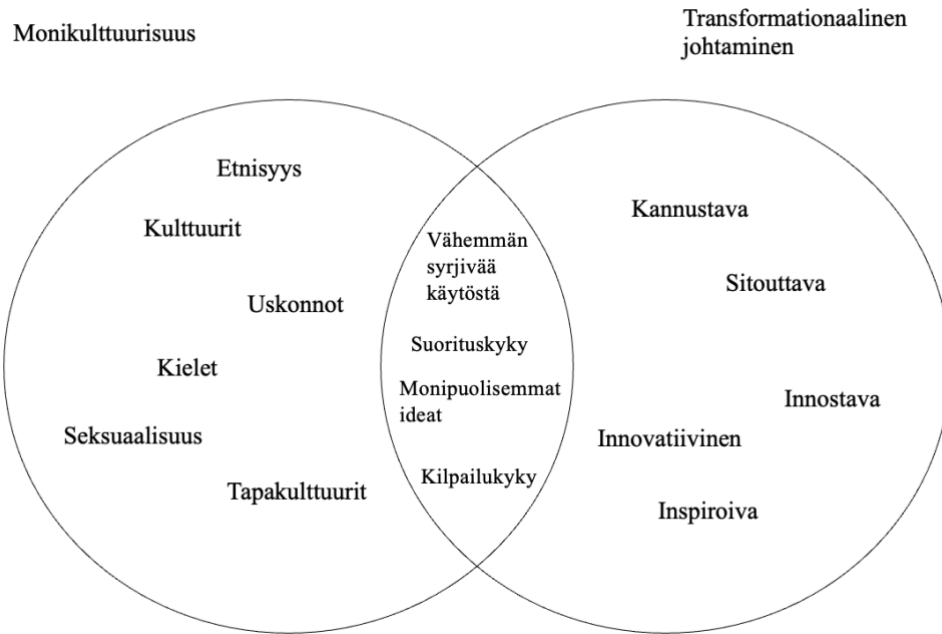 Monikulttuurisuus
Transformationaalinen
johtaminen
Etnisyys
Kulttuurit
Uskonnot
Kielet
Seksuaalisuus
Tapakulttuurit
Vähemmän
syrjivää
käytöstä
Suorituskyky
Monipuolisemmat
ideat
Kilpailukyky
Kannustava
Sitouttava
Innostava
Innovatiivinen
Inspiroiva